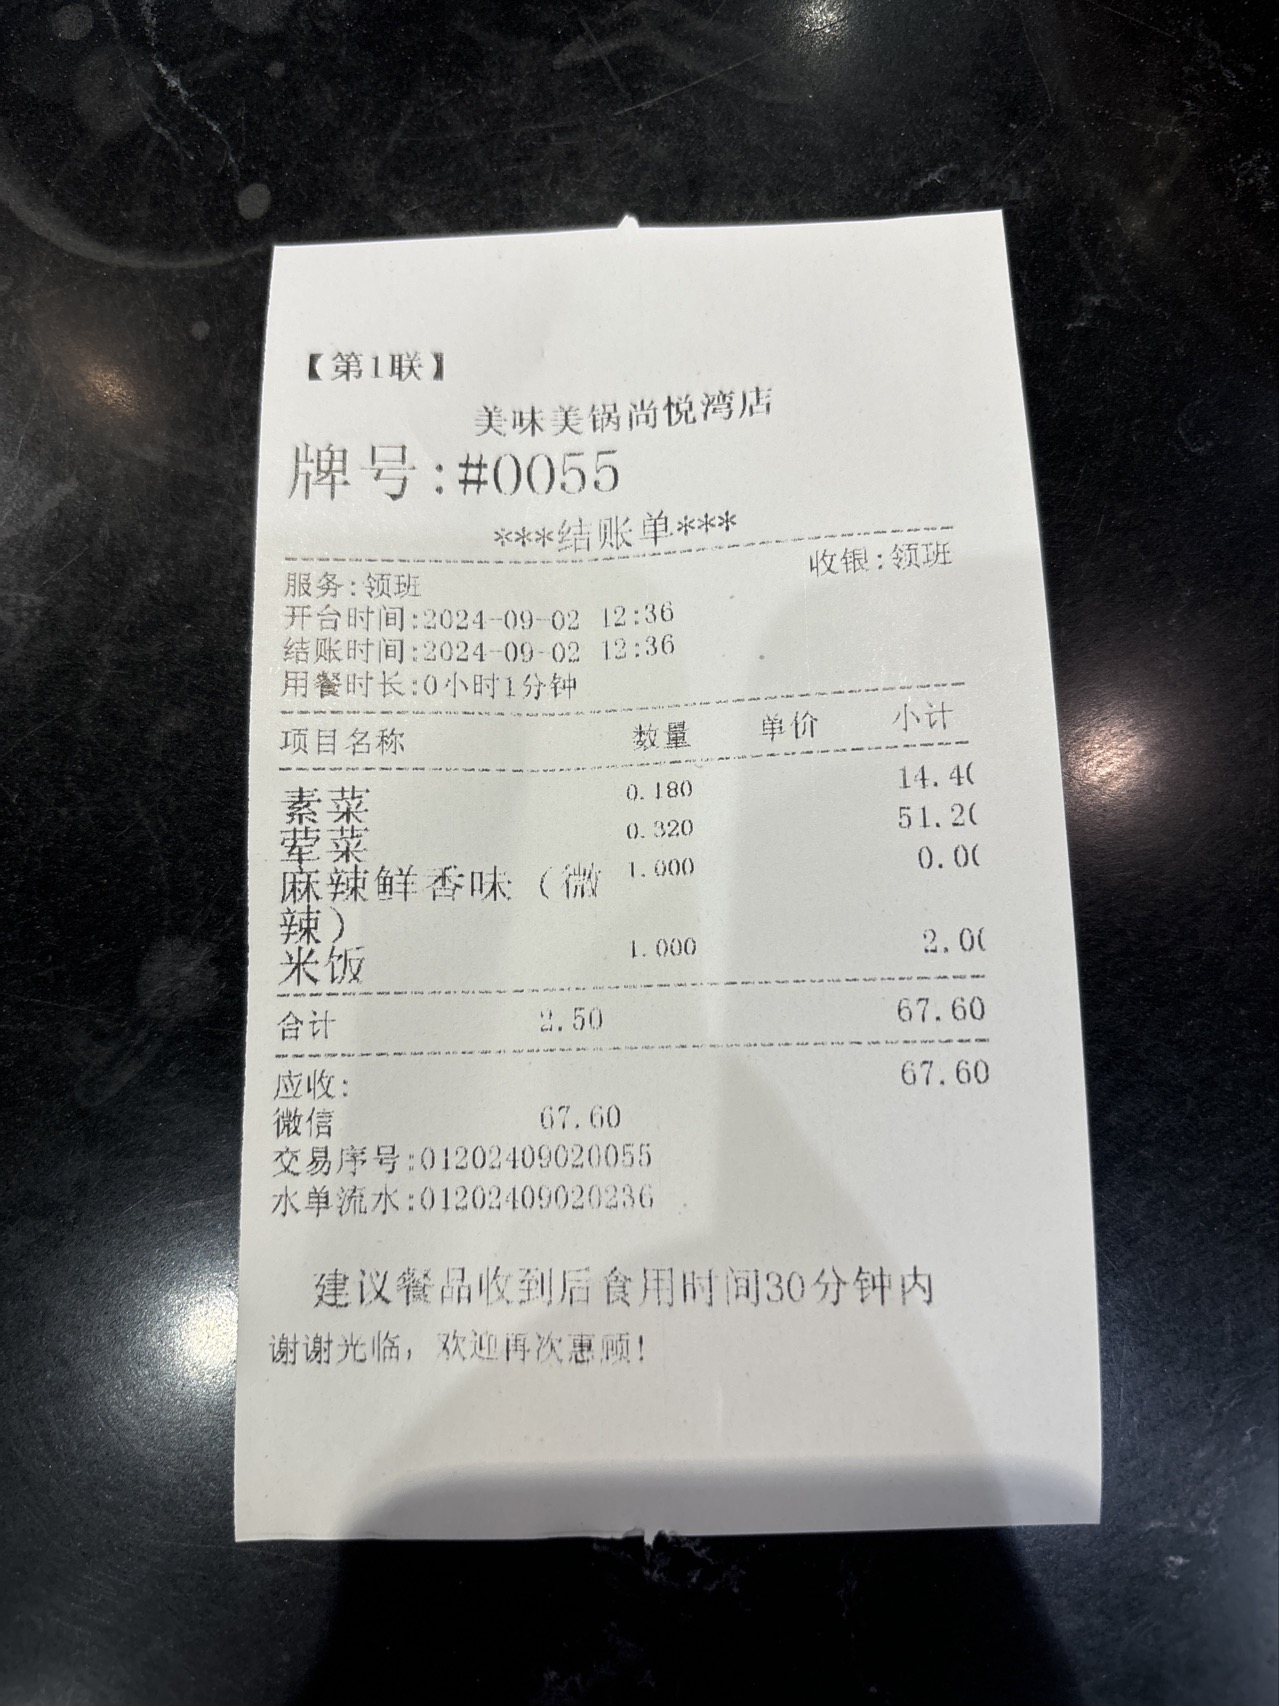 【第1联】
美味美锅尚悦湾店
牌号:#0055
***结账单***
服务:领班 收银:领班
开台时间:2024-09-02 12:36
结账时间:2024-09-02 12:36
用餐时长:0小时1分钟
项目名称 数量 单价 小计
素菜 0.180 14.40
荤菜 0.320 51.20
麻辣鲜香味（微 1.000 0.00
辣）
米饭 1.000 2.00
合计 2.50 67.60
应收: 67.60
微信 67.60
交易序号:01202409020055
水单流水:01202409020236
建议餐品收到后食用时间30分钟内
谢谢光临，欢迎再次惠顾!